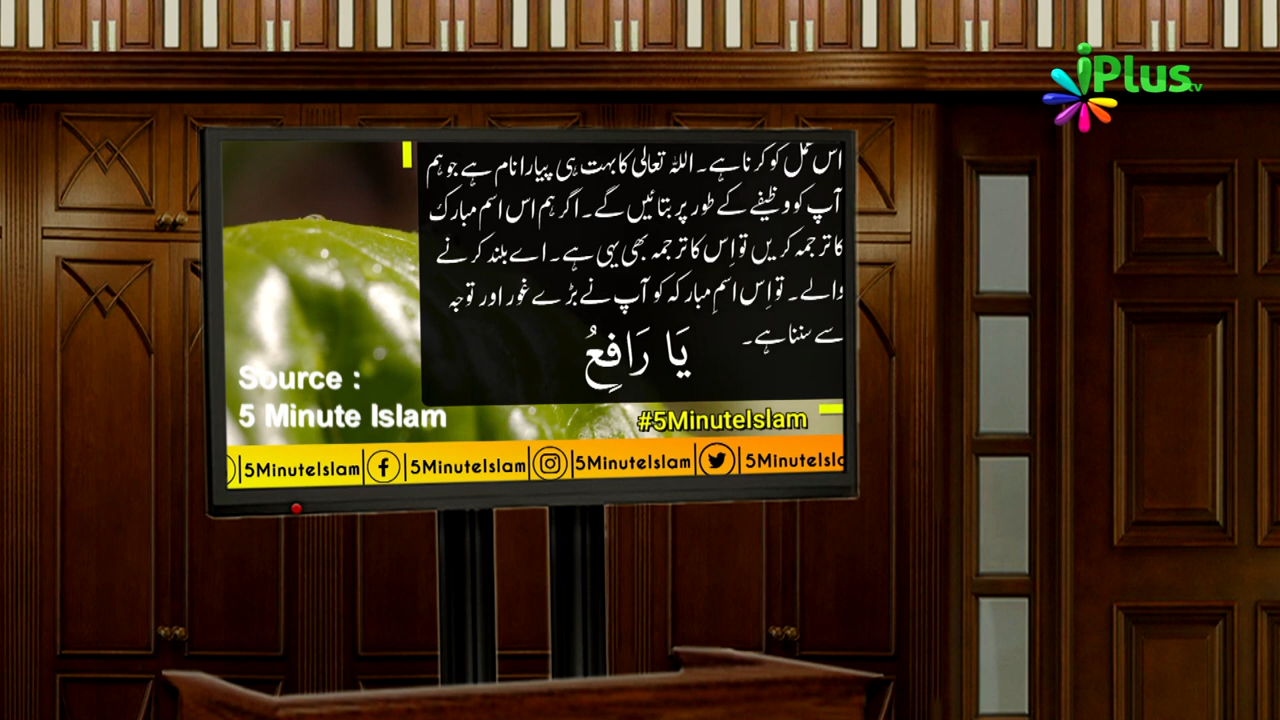 iPlus tv
اس عمل کو کرنا ہے۔ اللہ تعالی کا بہت ہی پیارا نام ہے جو ہم
آپ کو وظیفے کے طور پر بتائیں گے۔ اگر ہم اس اسم مبارک
کا ترجمہ کریں تو اِس کا ترجمہ بھی یہی ہے۔ اے بلند کرنے
والے۔ تو اِس اسمِ مبارکہ کو آپ نے بڑے غور اور توجہ
سے سننا ہے۔
يَا رَافِعُ
Source :
5 Minute Islam
#5MinuteIslam
5MinuteIslam 5MinuteIslam 5MinuteIslam 5MinuteIsla